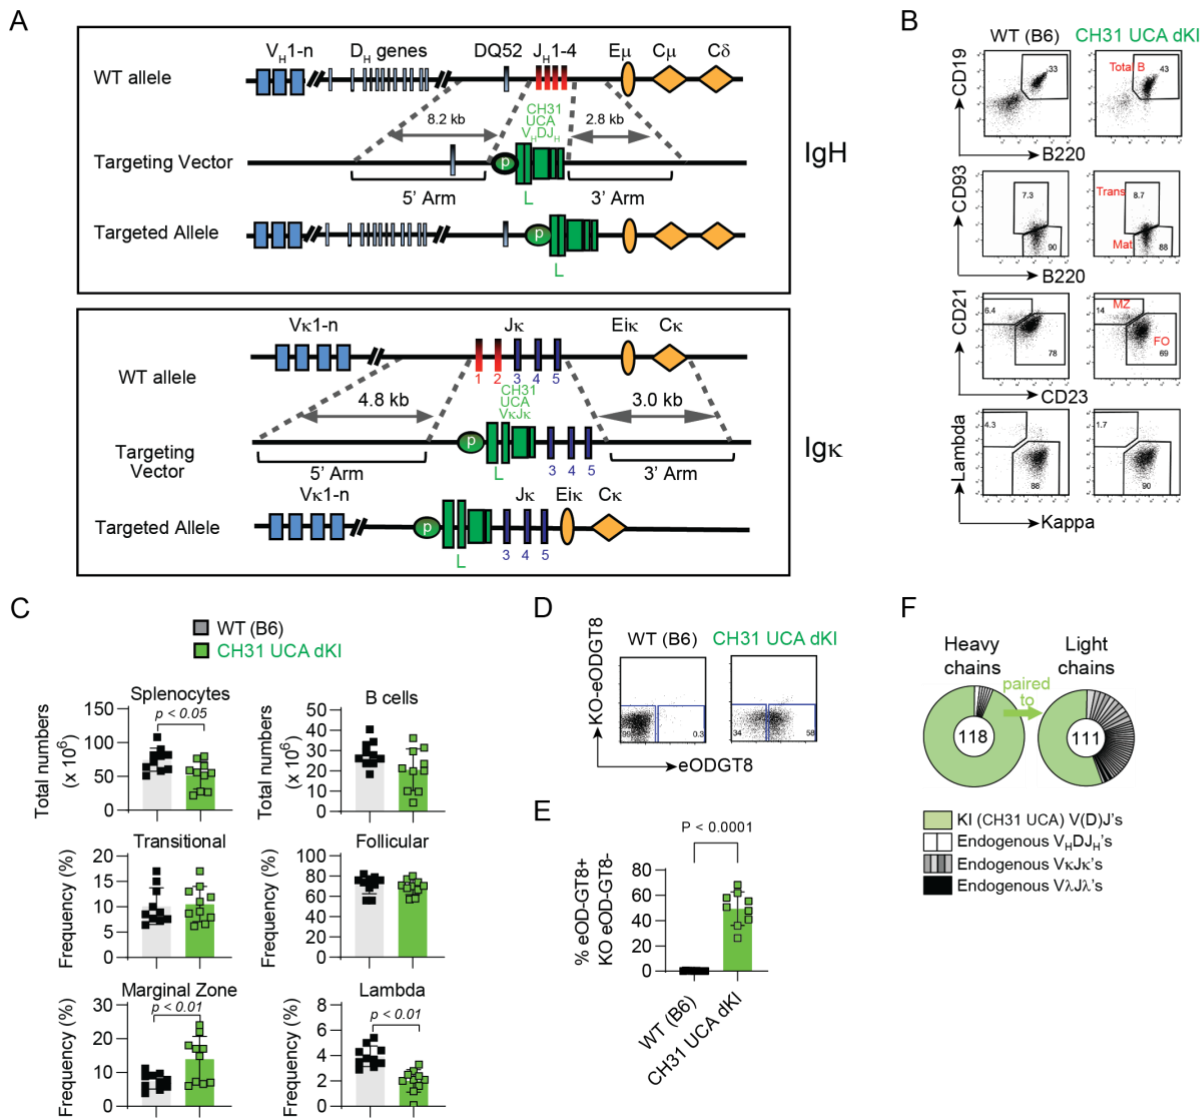 A
V_H1-n
D_H genes
DQ52
J_H1-4
Eμ
Cμ
Cδ
WT allele
8.2 kb
CH31
UCA
V_HDJ_H
2.8 kb
Targeting Vector
p
5' Arm
L
3' Arm
Targeted Allele
p
L
IgH
Vκ1-n
Jκ
Eiκ
Cκ
WT allele
1 2 3 4 5
4.8 kb
CH31
UCA
VκJκ
3.0 kb
Targeting
Vector
p
5' Arm
L
3 4 5
3' Arm
Vκ1-n
Jκ
Eiκ
Cκ
Targeted Allele
p
L
3 4 5
Igκ
B
WT (B6)
CH31 UCA dKI
CD19
33
Total B
43
B220
CD93
7.3
90
Trans
8.7
Mat
88
B220
CD21
6.4
78
MZ
14
FO
69
CD23
Lambda
4.3
88
1.7
90
Kappa
C
WT (B6)
CH31 UCA dKI
Splenocytes
p < 0.05
Total numbers
(x 10⁶)
150
100
50
0
B cells
Total numbers
(x 10⁶)
50
40
30
20
10
0
Transitional
Frequency (%)
20
15
10
5
0
Follicular
Frequency (%)
100
80
60
40
20
0
Marginal Zone
p < 0.01
Frequency (%)
30
20
10
0
Lambda
p < 0.01
Frequency (%)
8
6
4
2
0
D
WT (B6)
CH31 UCA dKI
KO-eODGT8
99
0.3
34
58
eODGT8
E
P < 0.0001
% eOD-GT8+
KO eOD-GT8-
80
60
40
20
0
WT (B6)
CH31 UCA dKI
F
Heavy
chains
paired
to
Light
chains
118
111
KI (CH31 UCA) V(D)J's
Endogenous V_HDJ_H's
Endogenous VκJκ's
Endogenous VλJλ's